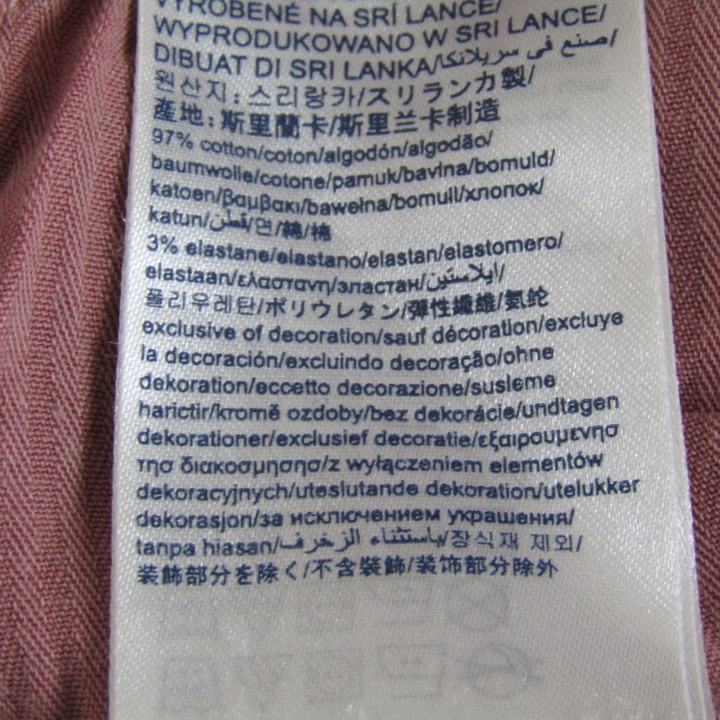 VYROBENÉ NA SRÍ LANCE/
WYPRODUKOWANO W SRI LANCE/
DIBUAT DI SRI LANKA/صنع في سريلانكا/
원산지: 스리랑카/スリランカ製/
產地: 斯里蘭卡/斯里兰卡制造
97% cotton/coton/algodón/algodão/
baumwolle/cotone/pamuk/bavlna/bomuld/
katoen/βαμβακι/bawełna/bomull/хлопок/
katun/قطن/면/綿/棉
3% elastane/elastano/elastan/elastomero/
elastaan/ελαστανη/эластан/ايلاستين/
폴리우레탄/ポリウレタン/彈性纖維/氨纶
exclusive of decoration/sauf décoration/excluye
la decoración/excluindo decoração/ohne
dekoration/eccetto decorazione/susleme
harictir/kromě ozdoby/bez dekorácie/undtagen
dekorationer/exclusief decoratie/εξαιρουμενησ
τησ διακοσμησησ/z wyłączeniem elementów
dekoracyjnych/uteslutande dekoration/utelukker
dekorasjon/за исключением украшения/
tanpa hiasan/باستثناء الزخرف/장식재 제외/
装飾部分を除く/不含裝飾/装饰部分除外